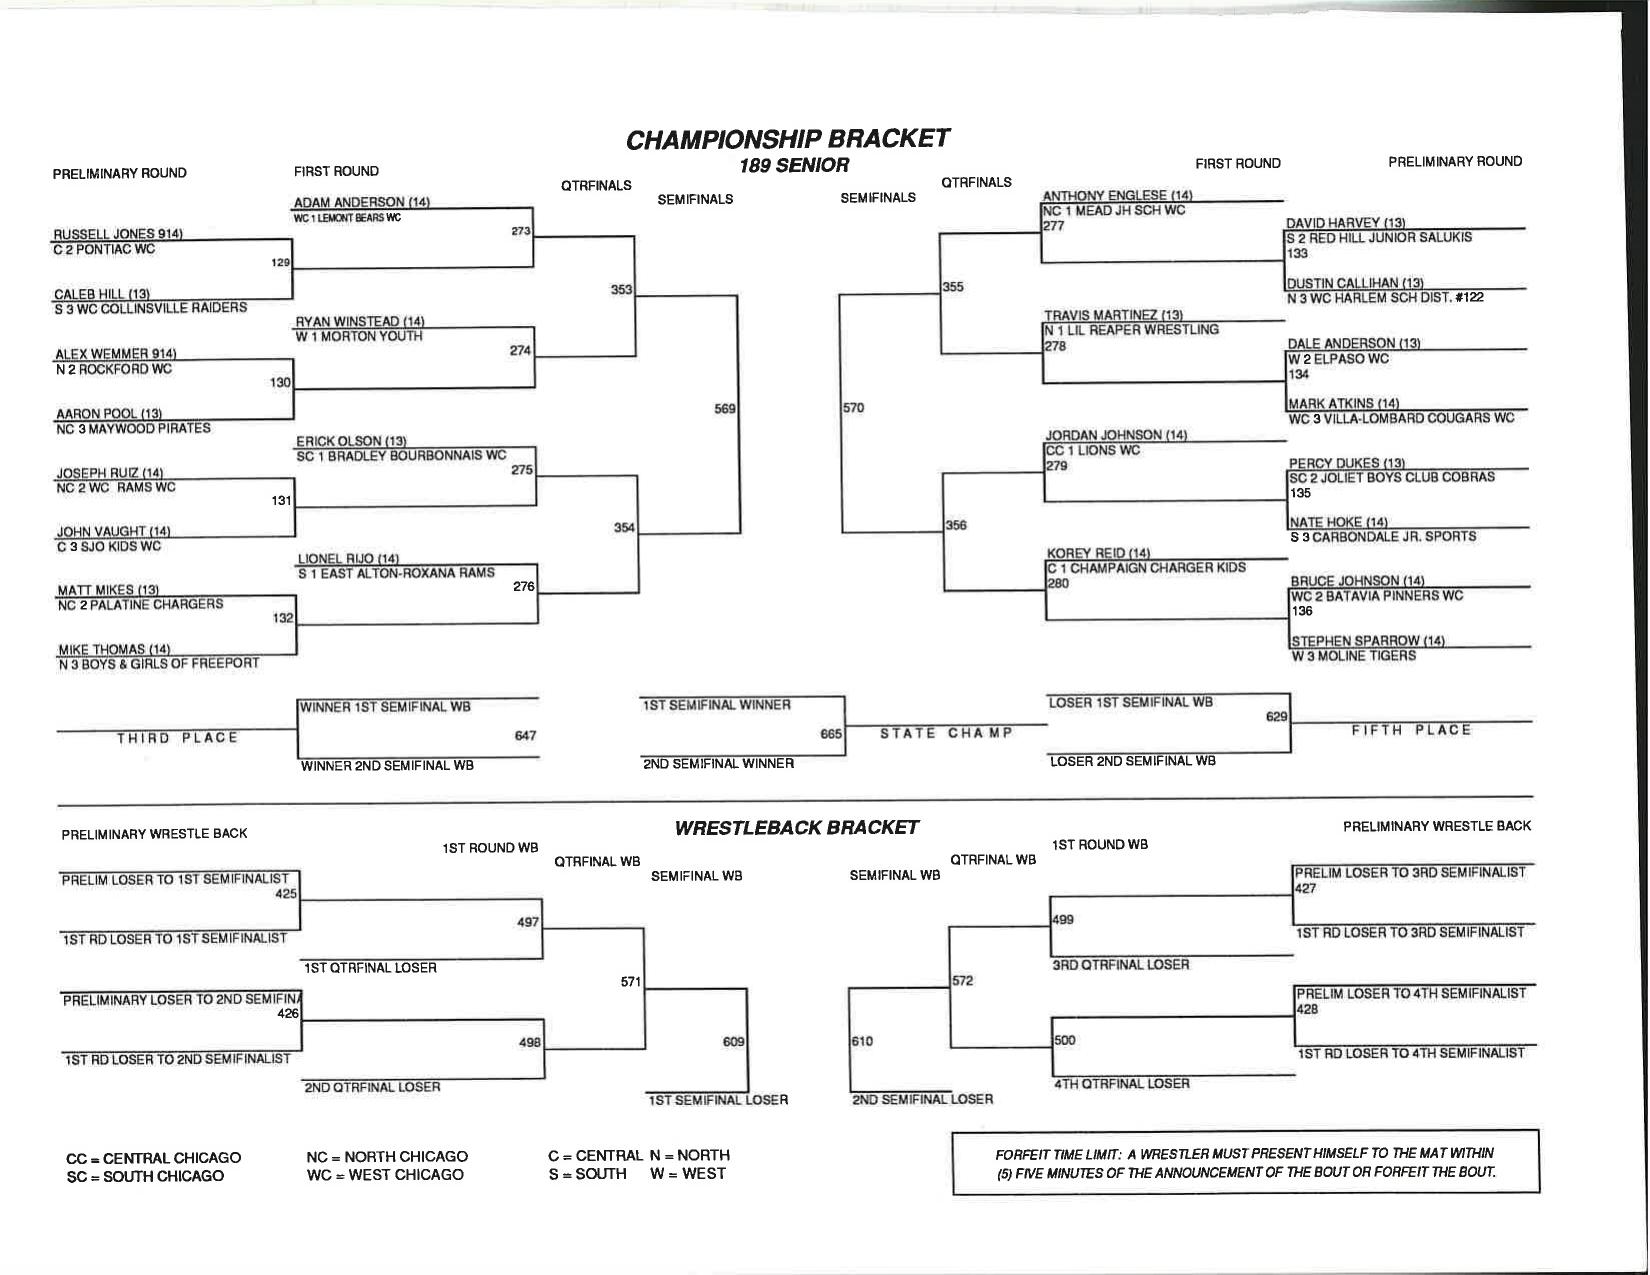 CHAMPIONSHIP BRACKET
189 SENIOR
PRELIMINARY ROUND
FIRST ROUND
QTRFINALS
SEMIFINALS
SEMIFINALS
QTRFINALS
FIRST ROUND
PRELIMINARY ROUND
RUSSELL JONES 914)
C 2 PONTIAC WC
129
CALEB HILL (13)
S 3 WC COLLINSVILLE RAIDERS
ALEX WEMMER 914)
N 2 ROCKFORD WC
130
AARON POOL (13)
NC 3 MAYWOOD PIRATES
JOSEPH RUIZ (14)
NC 2 WC RAMS WC
131
JOHN VAUGHT (14)
C 3 SJO KIDS WC
MATT MIKES (13)
NC 2 PALATINE CHARGERS
132
MIKE THOMAS (14)
N 3 BOYS & GIRLS OF FREEPORT
ADAM ANDERSON (14)
WC 1 LEMONT BEARS WC
273
RYAN WINSTEAD (14)
W 1 MORTON YOUTH
274
ERICK OLSON (13)
SC 1 BRADLEY BOURBONNAIS WC
275
LIONEL RIJO (14)
S 1 EAST ALTON-ROXANA RAMS
276
353
354
569
570
355
356
ANTHONY ENGLESE (14)
NC 1 MEAD JH SCH WC
277
TRAVIS MARTINEZ (13)
N 1 LIL REAPER WRESTLING
278
JORDAN JOHNSON (14)
CC 1 LIONS WC
279
KOREY REID (14)
C 1 CHAMPAIGN CHARGER KIDS
280
DAVID HARVEY (13)
S 2 RED HILL JUNIOR SALUKIS
133
DUSTIN CALLIHAN (13)
N 3 WC HARLEM SCH DIST. #122
DALE ANDERSON (13)
W 2 ELPASO WC
134
MARK ATKINS (14)
WC 3 VILLA-LOMBARD COUGARS WC
PERCY DUKES (13)
SC 2 JOLIET BOYS CLUB COBRAS
135
NATE HOKE (14)
S 3 CARBONDALE JR. SPORTS
BRUCE JOHNSON (14)
WC 2 BATAVIA PINNERS WC
136
STEPHEN SPARROW (14)
W 3 MOLINE TIGERS
THIRD PLACE
WINNER 1ST SEMIFINAL WB
647
WINNER 2ND SEMIFINAL WB
1ST SEMIFINAL WINNER
665
2ND SEMIFINAL WINNER
STATE CHAMP
LOSER 1ST SEMIFINAL WB
629
LOSER 2ND SEMIFINAL WB
FIFTH PLACE
WRESTLEBACK BRACKET
PRELIMINARY WRESTLE BACK
1ST ROUND WB
QTRFINAL WB
SEMIFINAL WB
SEMIFINAL WB
QTRFINAL WB
1ST ROUND WB
PRELIMINARY WRESTLE BACK
PRELIM LOSER TO 1ST SEMIFINALIST
425
1ST RD LOSER TO 1ST SEMIFINALIST
PRELIMINARY LOSER TO 2ND SEMIFINA
426
1ST RD LOSER TO 2ND SEMIFINALIST
497
1ST QTRFINAL LOSER
498
2ND QTRFINAL LOSER
571
609
1ST SEMIFINAL LOSER
610
2ND SEMIFINAL LOSER
572
499
3RD QTRFINAL LOSER
500
4TH QTRFINAL LOSER
PRELIM LOSER TO 3RD SEMIFINALIST
427
1ST RD LOSER TO 3RD SEMIFINALIST
PRELIM LOSER TO 4TH SEMIFINALIST
428
1ST RD LOSER TO 4TH SEMIFINALIST
CC = CENTRAL CHICAGO
SC = SOUTH CHICAGO
NC = NORTH CHICAGO
WC = WEST CHICAGO
C = CENTRAL N = NORTH
S = SOUTH W = WEST
FORFEIT TIME LIMIT: A WRESTLER MUST PRESENT HIMSELF TO THE MAT WITHIN
(5) FIVE MINUTES OF THE ANNOUNCEMENT OF THE BOUT OR FORFEIT THE BOUT.